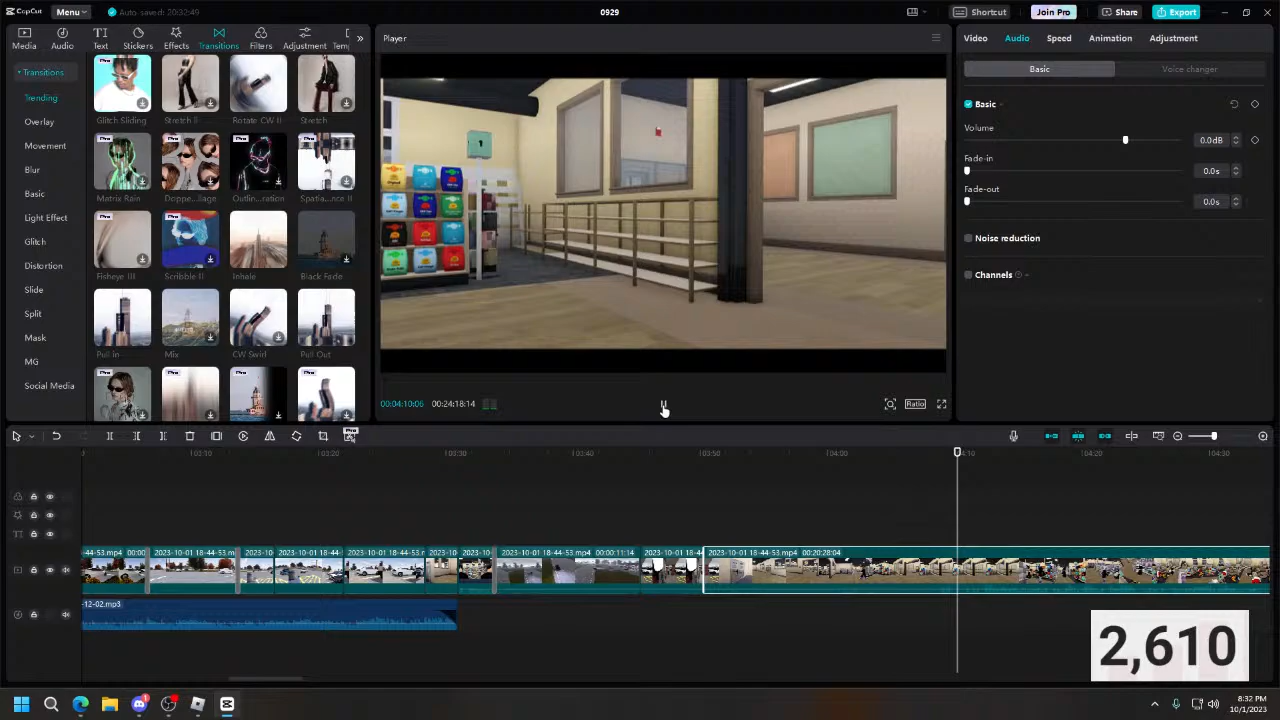 CapCut
Menu
Auto-saved: 20:32:49
0929
Shortcut
Join Pro
Share
Export
Media
Audio
Text
Stickers
Effects
Transitions
Filters
Adjustment
Transitions
Trending
Overlay
Movement
Blur
Basic
Light Effect
Glitch
Distortion
Slide
Split
Mask
MG
Social Media
Pro
Glitch Sliding
Stretch II
Rotate CW II
Stretch
Matrix Rain
Doppe...llage
Outlin...ration
Spatia...nce II
Fisheye III
Scribble II
Inhale
Black Fade
Pull in
Mix
CW Swirl
Pull Out
Player
00:04:10:06
00:24:18:14
Ratio
Video
Audio
Speed
Animation
Adjustment
Basic
Voice changer
Basic
Volume
0.0dB
Fade-in
0.0s
Fade-out
0.0s
Noise reduction
Channels
03:10
03:20
03:30
03:40
03:50
04:00
04:10
04:20
04:30
-44-53.mp4 00:00
2023-10-01 18-44-53.m
2023-10
2023-10-01 18-44
2023-10-01 18-44-53.r
2023-10
2023-10
2023-10-01 18-44-53.mp4 00:00:11:14
2023-10-01 18-4
2023-10-01 18-44-53.mp4 00:20:28:04
-12-02.mp3
2,610
8:32 PM
10/1/2023